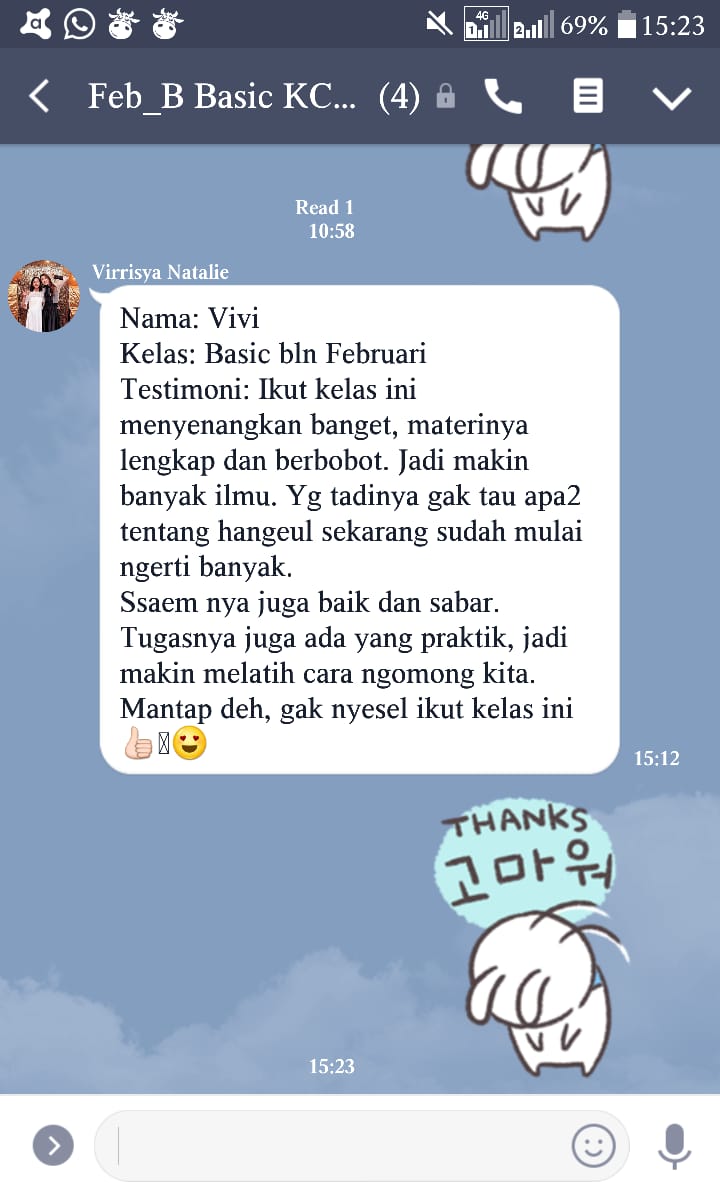 4G
1
2
69%
15:23
Feb_B Basic KC... (4)
Read 1
10:58
Virrisya Natalie
Nama: Vivi
Kelas: Basic bln Februari
Testimoni: Ikut kelas ini
menyenangkan banget, materinya
lengkap dan berbobot. Jadi makin
banyak ilmu. Yg tadinya gak tau apa2
tentang hangeul sekarang sudah mulai
ngerti banyak.
Ssaem nya juga baik dan sabar.
Tugasnya juga ada yang praktik, jadi
makin melatih cara ngomong kita.
Mantap deh, gak nyesel ikut kelas ini
👍🏻😍
15:12
THANKS
고마워
15:23